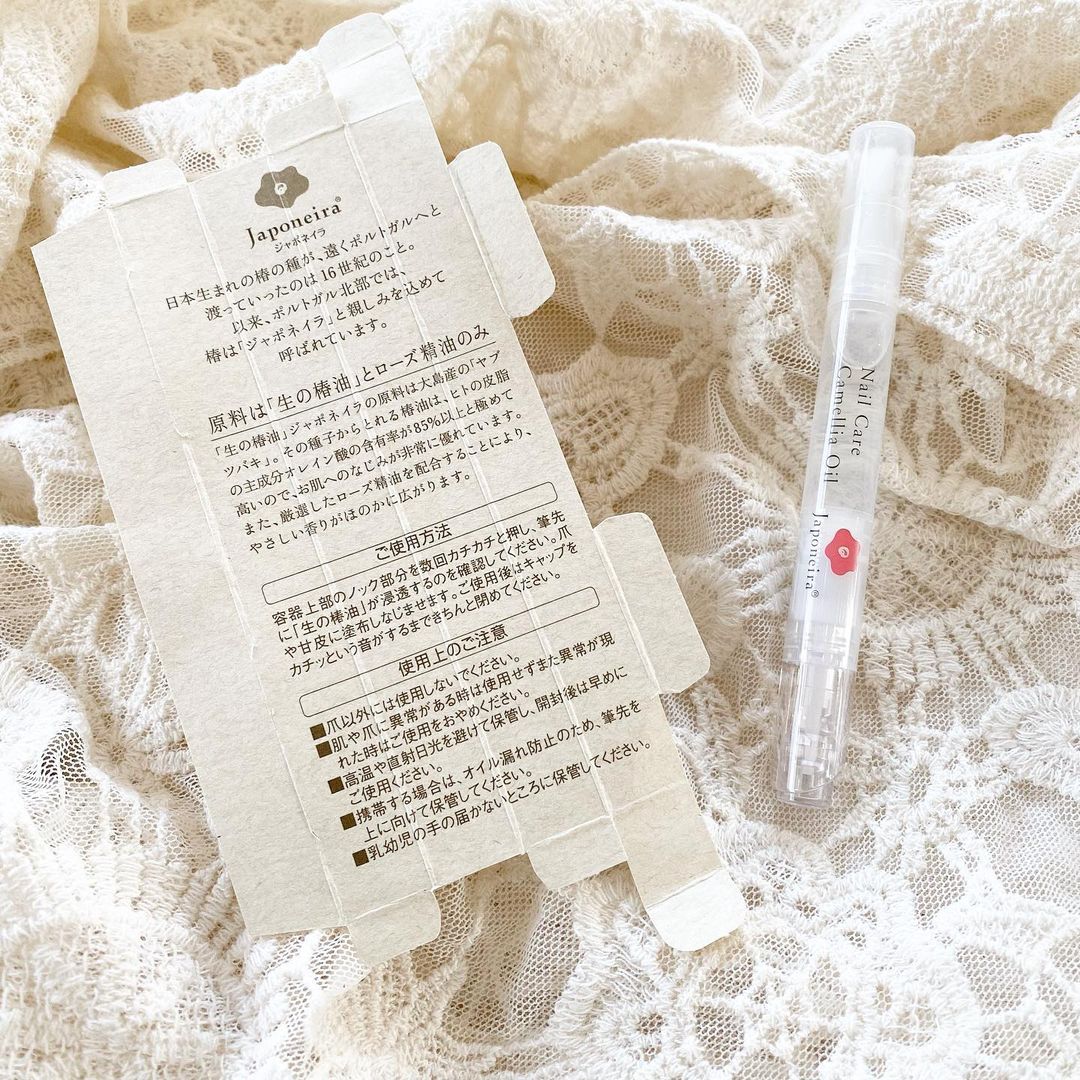 Japoneira®
ジャポネイラ
日本生まれの椿の種が、遠くポルトガルへと
渡っていったのは16世紀のこと。
以来、ポルトガル北部では、
椿は「ジャポネイラ」と親しみを込めて
呼ばれています。
原料は「生の椿油」とローズ精油のみ
「生の椿油」ジャポネイラの原料は大島産の「ヤブ
ツバキ」。その種子からとれる椿油は、ヒトの皮脂
の主成分オレイン酸の含有率が85%以上と極めて
高いので、お肌へのなじみが非常に優れています。
また、厳選したローズ精油を配合することにより、
やさしい香りがほのかに広がります。
ご使用方法
容器上部のノック部分を数回カチカチと押し、筆先
に「生の椿油」が浸透するのを確認してください。爪
や甘皮に塗布しなじませます。ご使用後はキャップを
カチッという音がするまできちんと閉めてください。
使用上のご注意
■爪以外には使用しないでください。
■肌や爪に異常がある時は使用せずまた異常が現
れた時はご使用をおやめください。
■高温や直射日光を避けて保管し、開封後は早めに
ご使用ください。
■携帯する場合は、オイル漏れ防止のため、筆先を
上に向けて保管してください。
■乳幼児の手の届かないところに保管してください。
Nail Care
Camellia Oil
Japoneira®